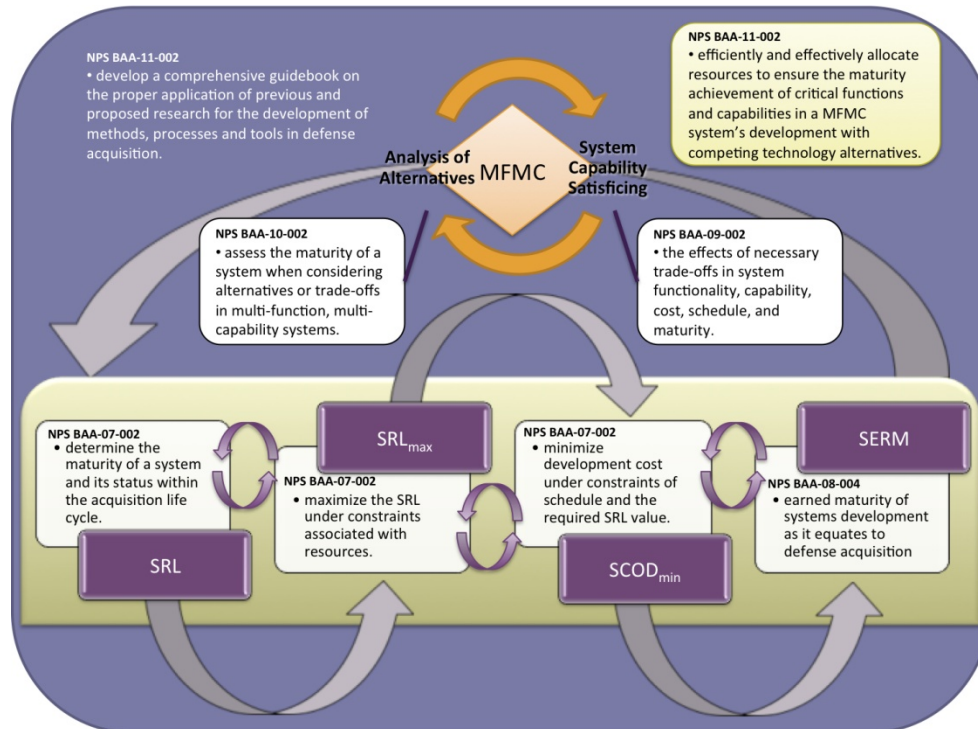 NPS BAA-11-002
• develop a comprehensive guidebook on
the proper application of previous and
proposed research for the development of
methods, processes and tools in defense
acquisition.
NPS BAA-11-002
• efficiently and effectively allocate
resources to ensure the maturity
achievement of critical functions
and capabilities in a MFMC
system's development with
competing technology alternatives.
Analysis of
Alternatives
MFMC
System
Capability
Satisficing
NPS BAA-10-002
• assess the maturity of a
system when considering
alternatives or trade-offs
in multi-function, multi-
capability systems.
NPS BAA-09-002
• the effects of necessary
trade-offs in system
functionality, capability,
cost, schedule, and
maturity.
NPS BAA-07-002
• determine the
maturity of a system
and its status within
the acquisition life
cycle.
SRL
SRLmax
NPS BAA-07-002
• maximize the SRL
under constraints
associated with
resources.
NPS BAA-07-002
• minimize
development cost
under constraints of
schedule and the
required SRL value.
SCODmin
SERM
NPS BAA-08-004
• earned maturity of
systems development
as it equates to
defense acquisition